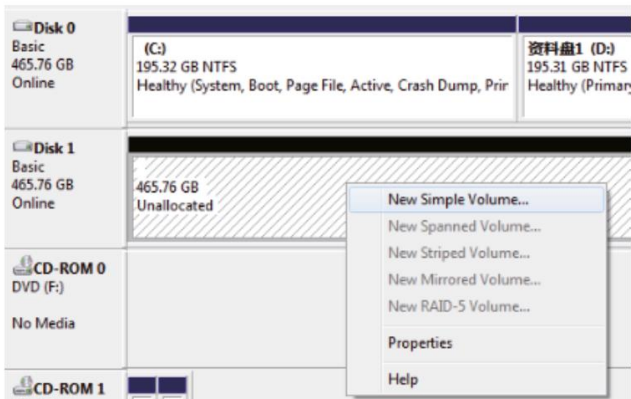 Disk 0
Basic
465.76 GB
Online
(C:)
195.32 GB NTFS
Healthy (System, Boot, Page File, Active, Crash Dump, Prir
资料盘1 (D:)
195.31 GB NTFS
Healthy (Primary
Disk 1
Basic
465.76 GB
Online
465.76 GB
Unallocated
New Simple Volume...
New Spanned Volume...
New Striped Volume...
New Mirrored Volume...
New RAID-5 Volume...
Properties
Help
CD-ROM 0
DVD (F:)
No Media
CD-ROM 1